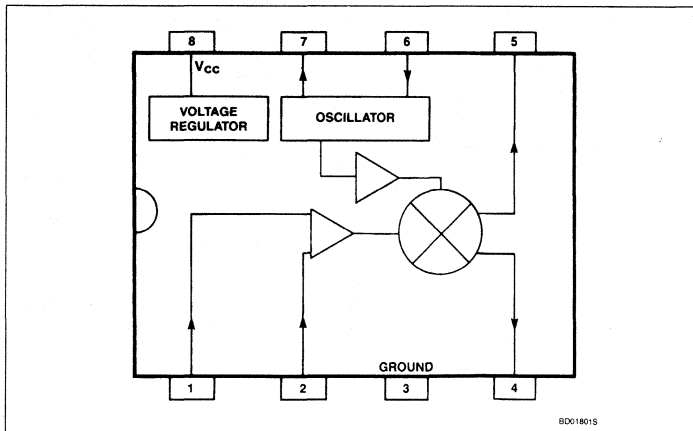 8 7 6 5
VCC
VOLTAGE
REGULATOR
OSCILLATOR
GROUND
1 2 3 4
BD01801S